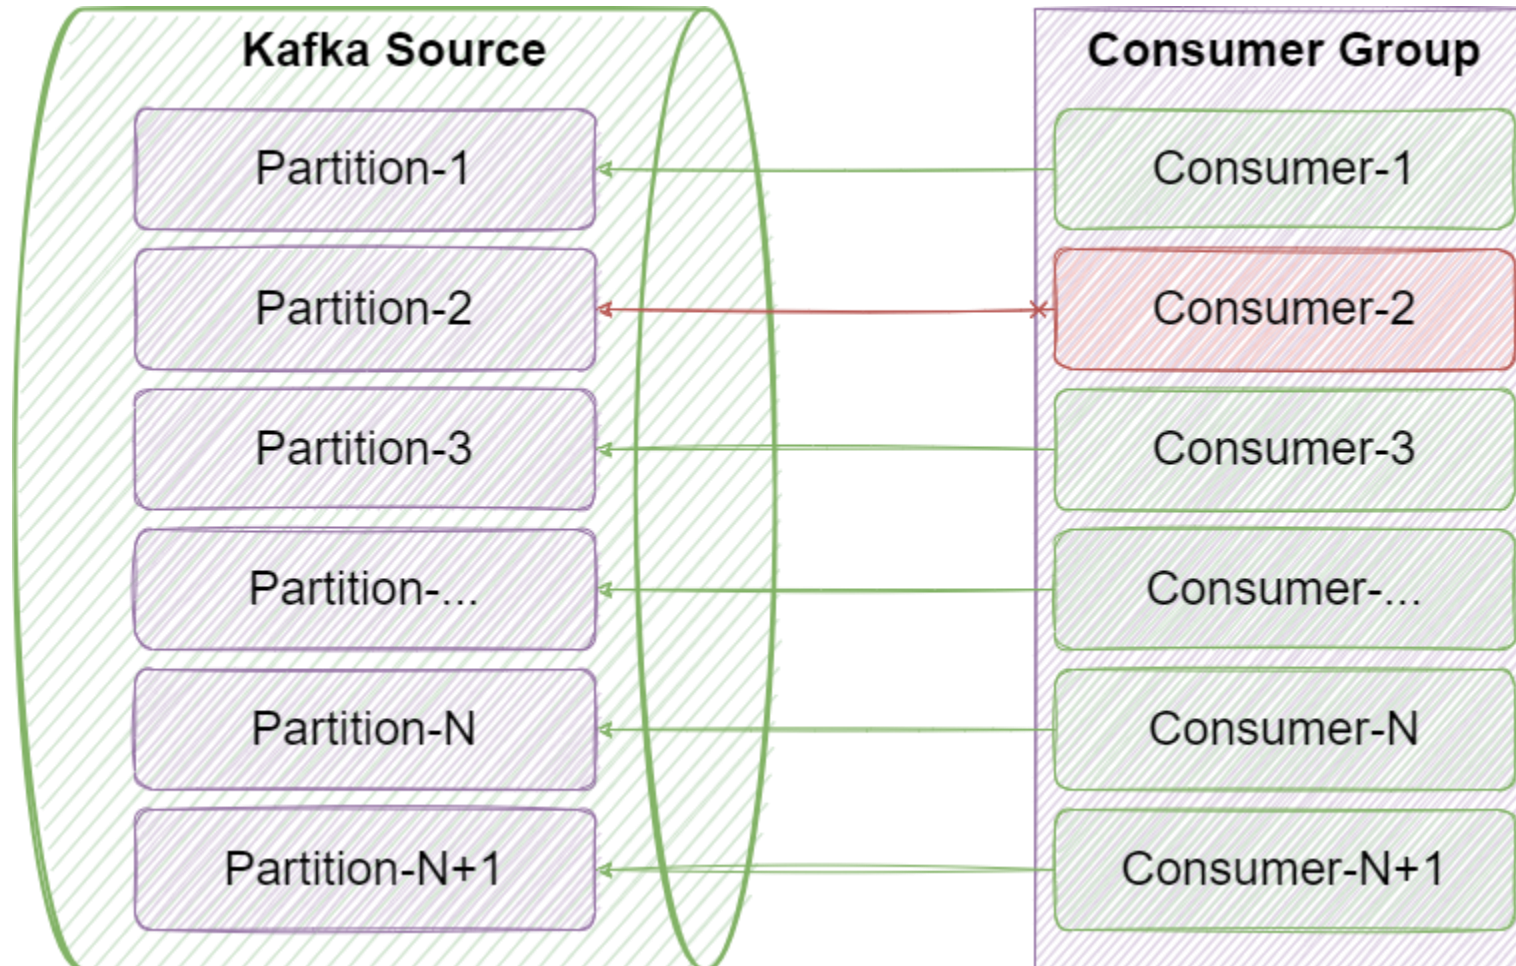 Kafka Source
Consumer Group
Partition-1
Consumer-1
Partition-2
Consumer-2
Partition-3
Consumer-3
Partition-...
Consumer-...
Partition-N
Consumer-N
Partition-N+1
Consumer-N+1